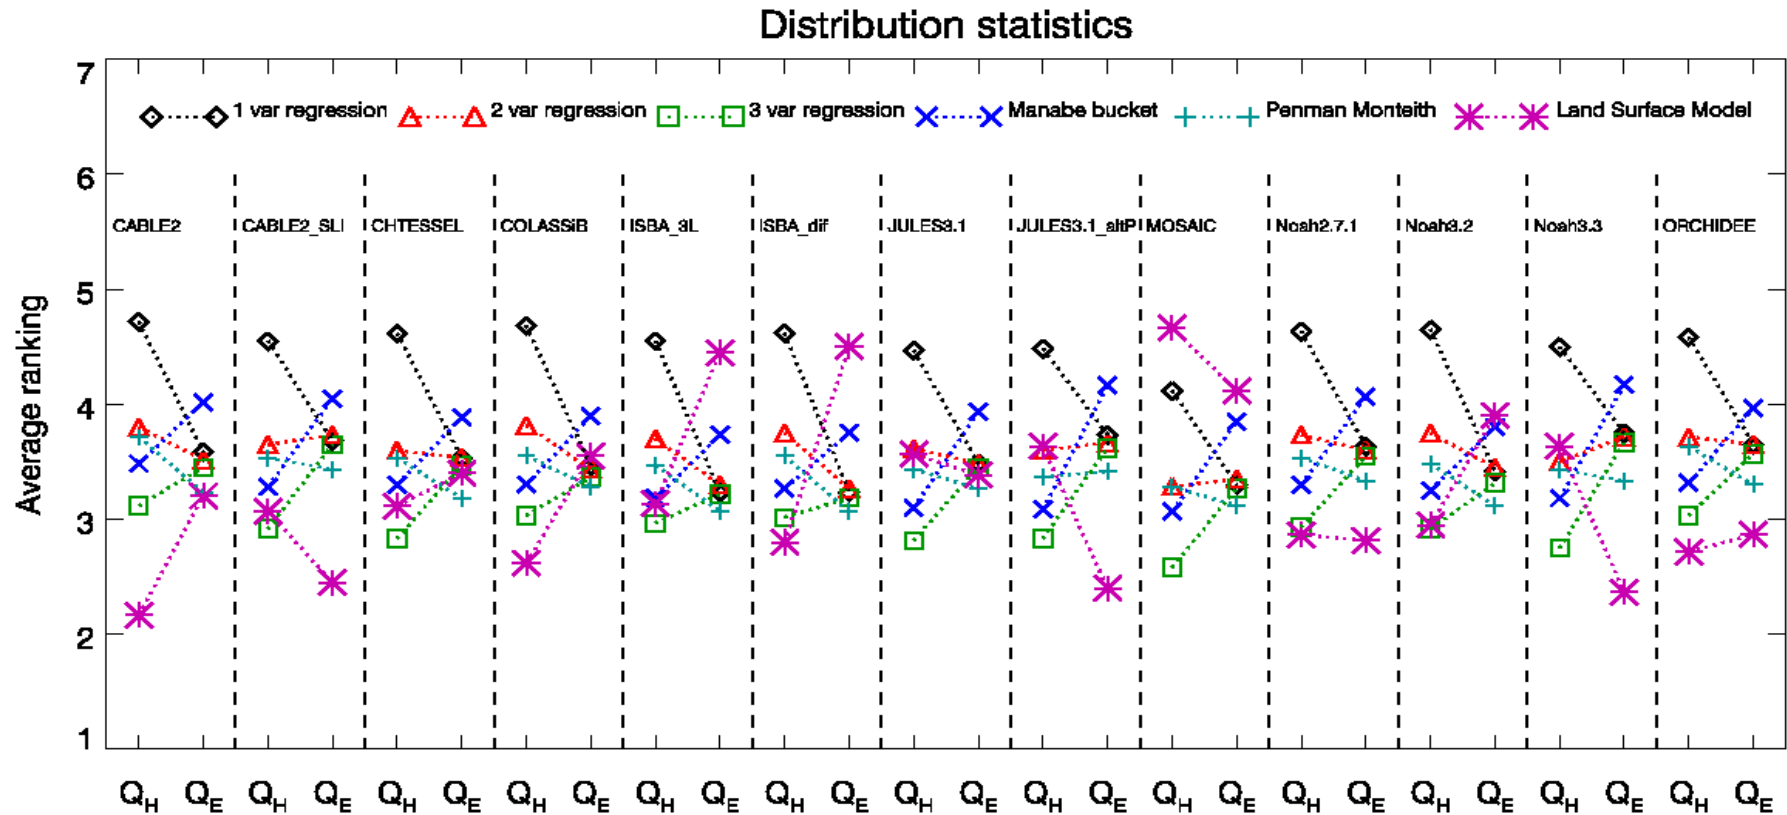 Distribution statistics
7
1 var regression 2 var regression 3 var regression Manabe bucket Penman Monteith Land Surface Model
6
CABLE2 CABLE2_SLI CHTESSEL COLASSiB ISBA_3L ISBA_dif JULES3.1 JULES3.1_altP MOSAIC Noah2.7.1 Noah3.2 Noah3.3 ORCHIDEE
5
Average ranking
4
3
2
1
QH QE QH QE QH QE QH QE QH QE QH QE QH QE QH QE QH QE QH QE QH QE QH QE QH QE